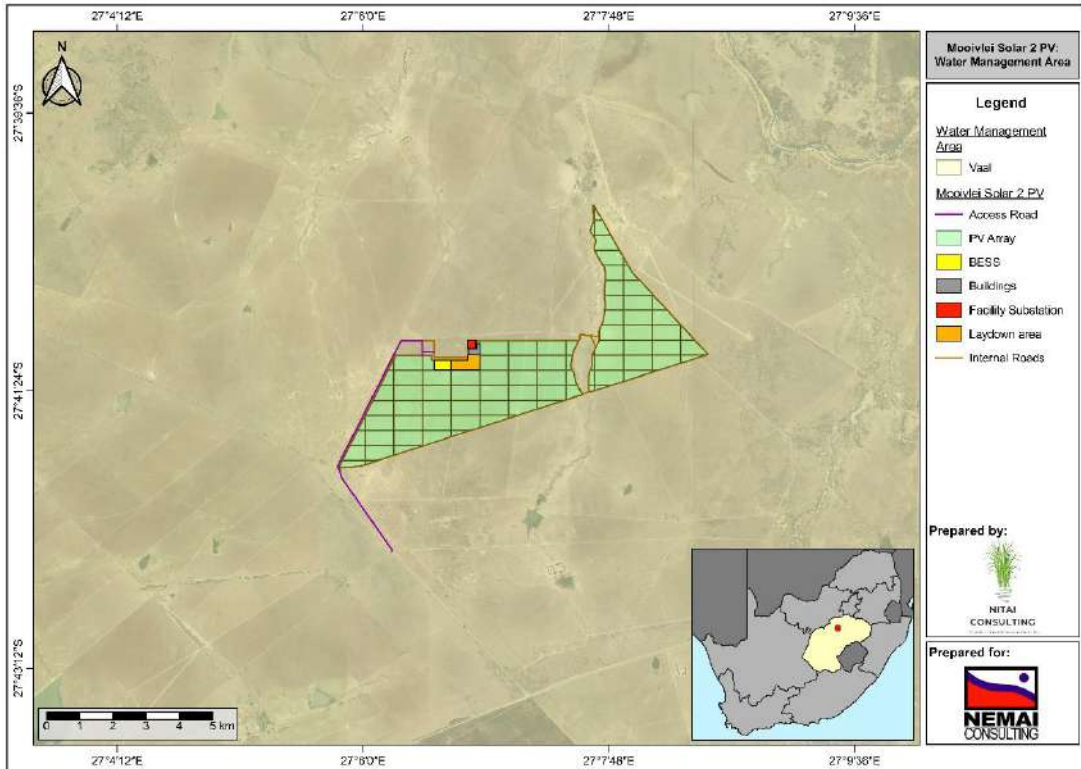 27°4'12"E 27°6'0"E 27°7'48"E 27°9'36"E
Mooivlei Solar 2 PV:
Water Management Area
N
Legend
Water Management
Area
Vaal
Mooivlei Solar 2 PV
Access Road
PV Array
BESS
Buildings
Facility Substation
Laydown area
Internal Roads
27°39'36"S
27°41'24"S
27°43'12"S
Prepared by:
NITAI
CONSULTING
Prepared for:
NEMAI
CONSULTING
0 1 2 3 4 5 km
27°4'12"E 27°6'0"E 27°7'48"E 27°9'36"E